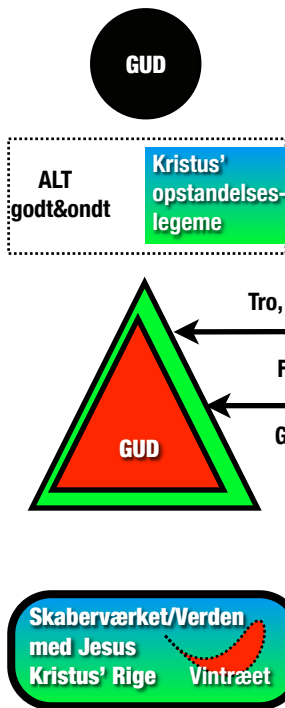 GUD
ALT
godt&ondt
Kristus’
opstandelses-
legeme
Tro,
GUD
Skaberværket/Verden
med Jesus
Kristus’ Rige
Vintræet